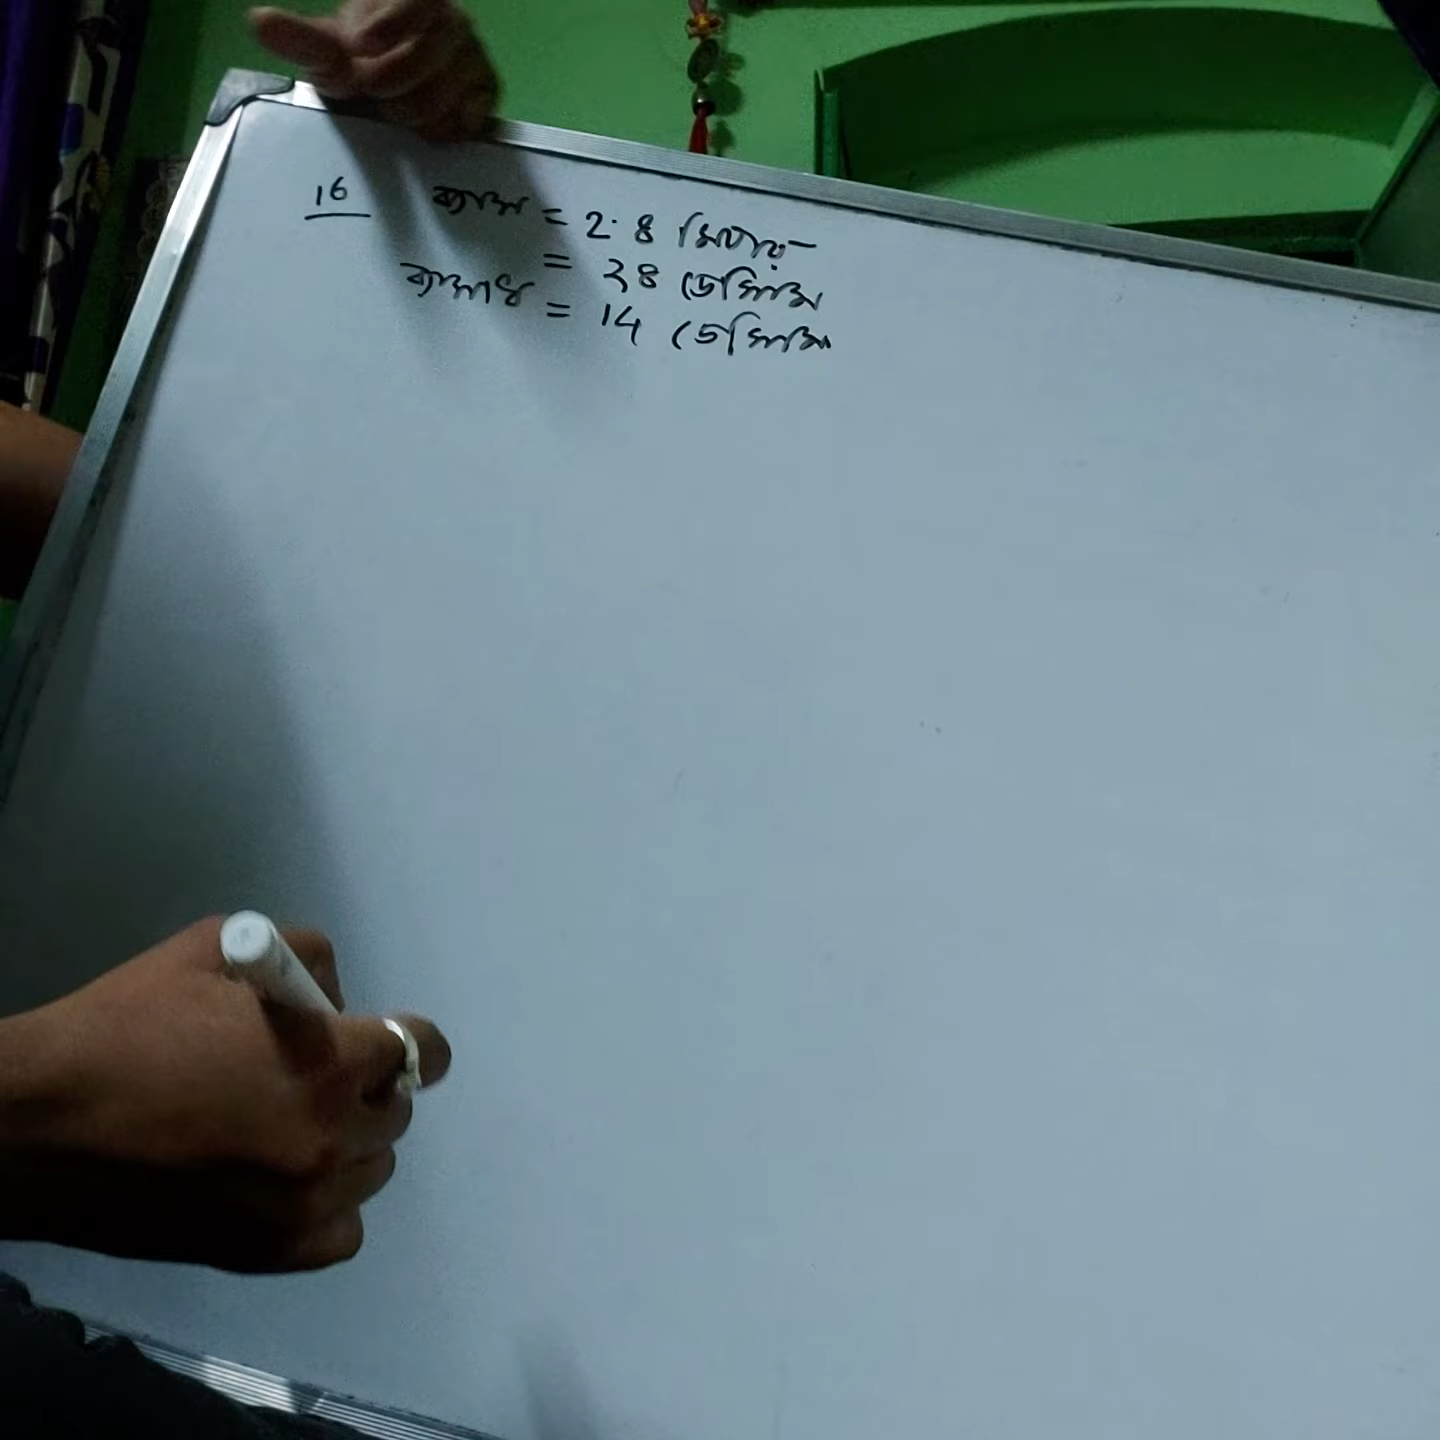 16 ব্যাস = 2.8 মিটার
= 28 ডেসিমি
ব্যাসার্ধ = 14 ডেসিমি